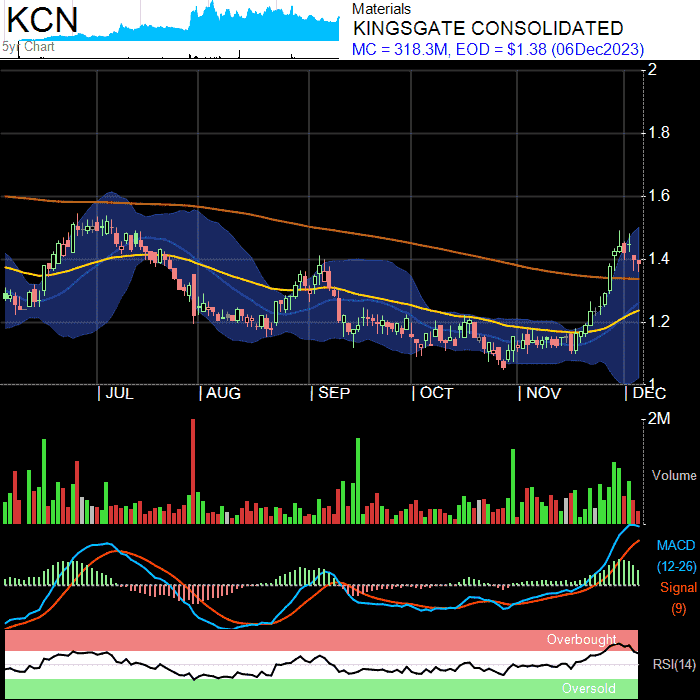 KCN
5yr Chart
Materials
KINGSGATE CONSOLIDATED
MC = 318.3M, EOD = $1.38 (06Dec2023)
2
1.8
1.6
1.4
1.2
1
| JUL | AUG | SEP | OCT | NOV | DEC
2M
Volume
MACD
(12-26)
Signal
(9)
Overbought
RSI(14)
Oversold